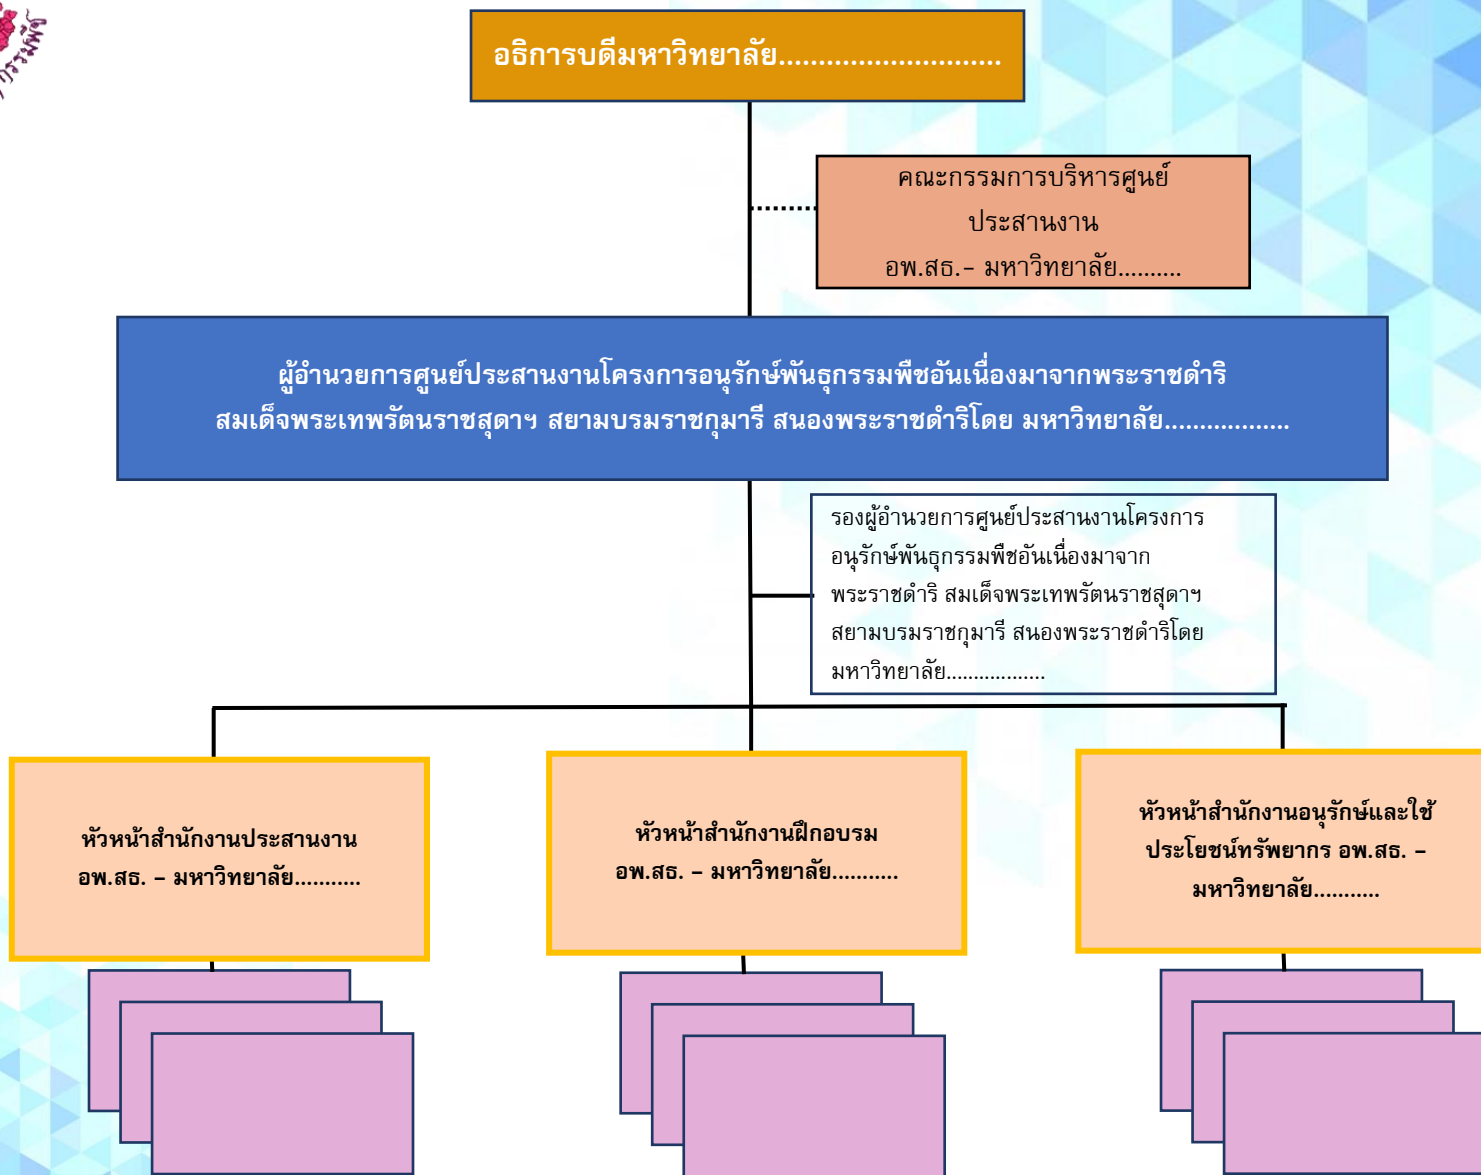 กรรมพืช
อธิการบดีมหาวิทยาลัย............................
คณะกรรมการบริหารศูนย์
ประสานงาน
อพ.สธ.– มหาวิทยาลัย..........
ผู้อำนวยการศูนย์ประสานงานโครงการอนุรักษ์พันธุกรรมพืชอันเนื่องมาจากพระราชดำริ
สมเด็จพระเทพรัตนราชสุดาฯ สยามบรมราชกุมารี สนองพระราชดำริโดย มหาวิทยาลัย..................
รองผู้อำนวยการศูนย์ประสานงานโครงการ
อนุรักษ์พันธุกรรมพืชอันเนื่องมาจาก
พระราชดำริ สมเด็จพระเทพรัตนราชสุดาฯ
สยามบรมราชกุมารี สนองพระราชดำริโดย
มหาวิทยาลัย..................
หัวหน้าสำนักงานประสานงาน
อพ.สธ. – มหาวิทยาลัย...........
หัวหน้าสำนักงานฝึกอบรม
อพ.สธ. – มหาวิทยาลัย...........
หัวหน้าสำนักงานอนุรักษ์และใช้
ประโยชน์ทรัพยากร อพ.สธ. –
มหาวิทยาลัย...........